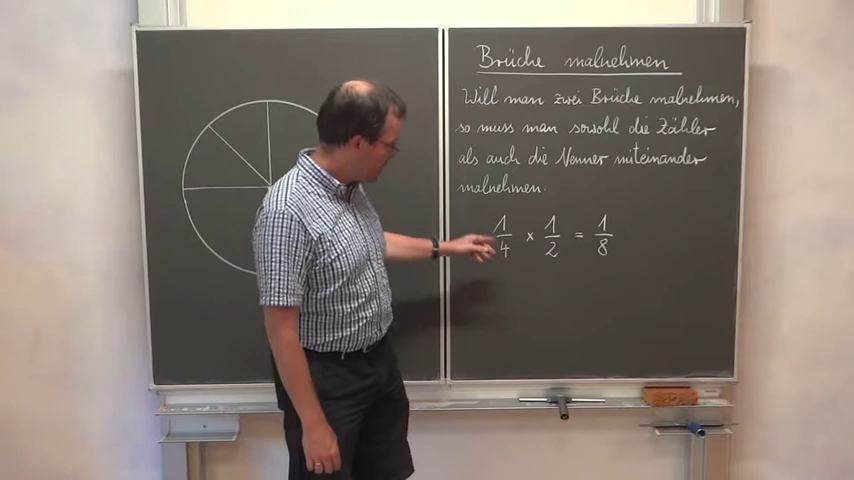 Brüche malnehmen
Will man zwei Brüche malnehmen,
so muss man sowohl die Zähler
als auch die Nenner miteinander
malnehmen.
1/4 x 1/2 = 1/8